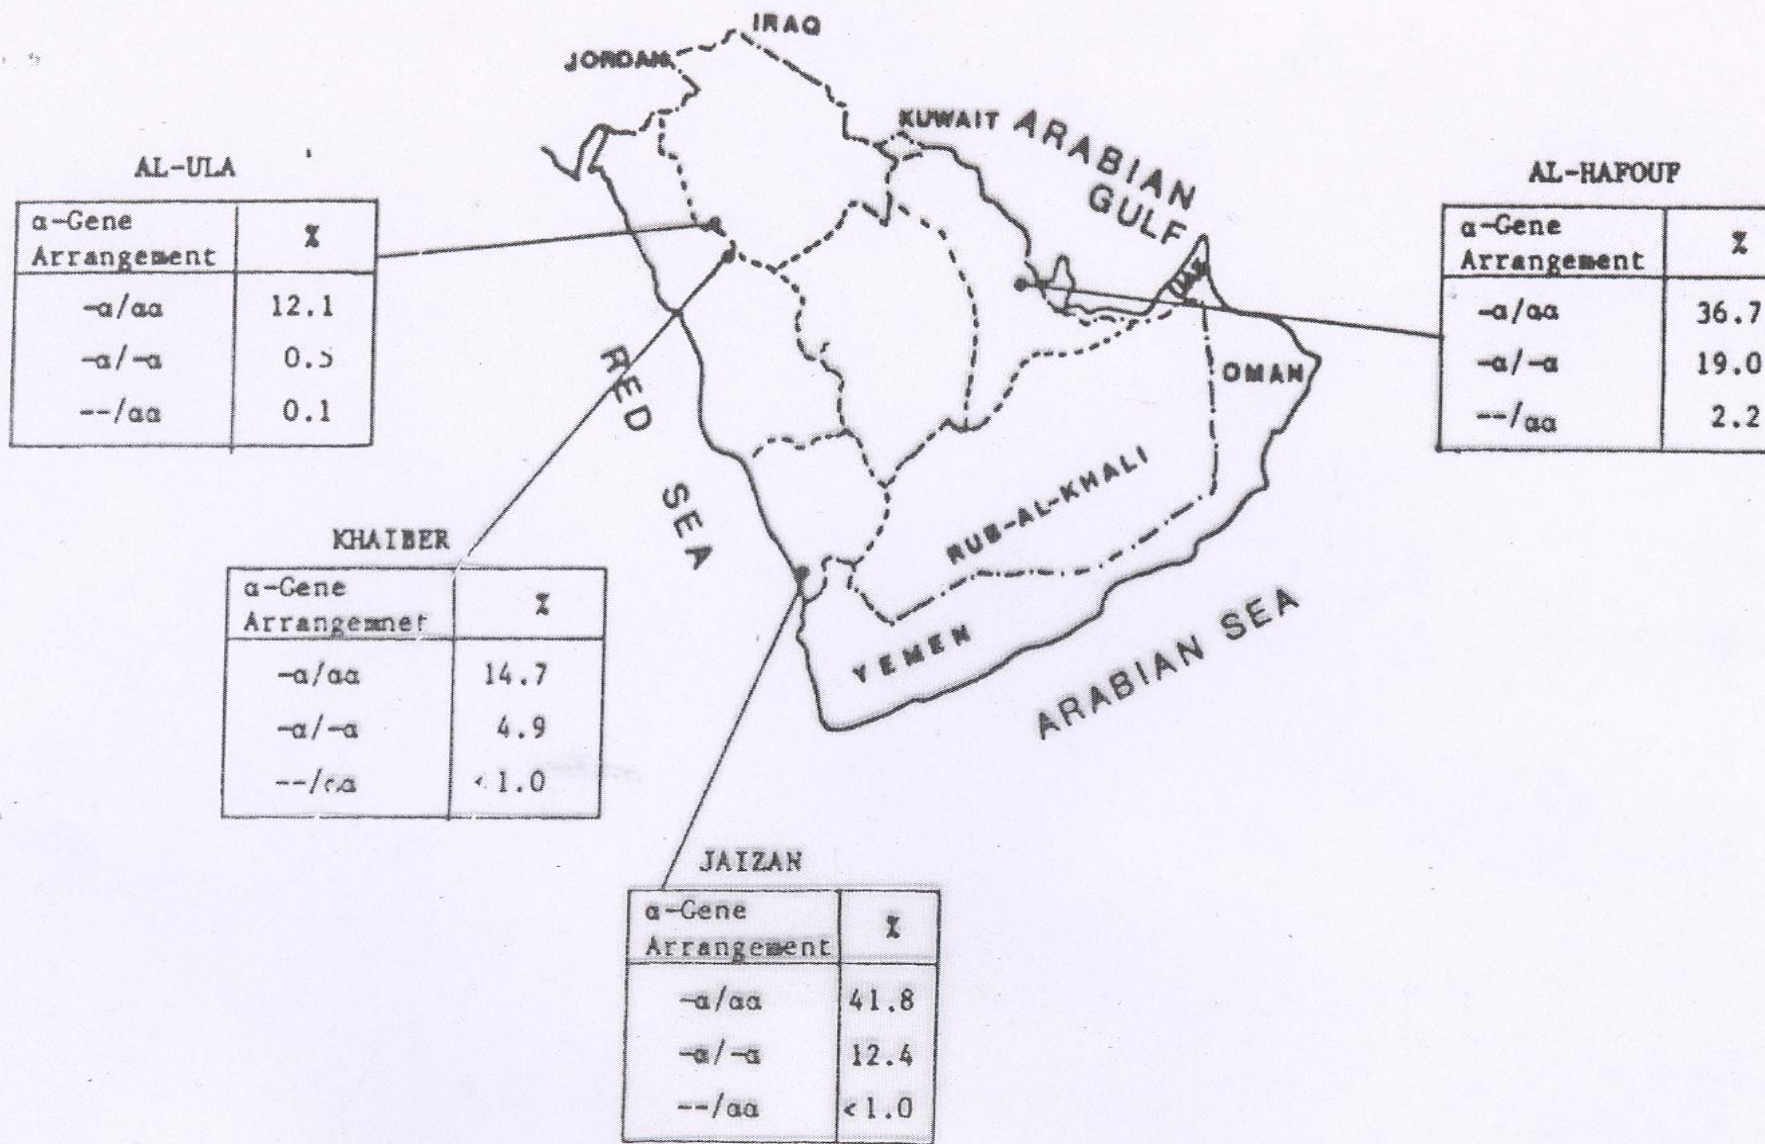 IRAQ
JORDAN
KUWAIT
ARABIAN
GULF
UAE
OMAN
RED
SEA
RUB-AL-KHALI
YEMEN
ARABIAN SEA
AL-ULA
α-Gene
Arrangement %
-α/αα 12.1
-α/-α 0.5
--/αα 0.1
AL-HAFOUF
α-Gene
Arrangement %
-α/αα 36.7
-α/-α 19.0
--/αα 2.2
KHAIBER
α-Gene
Arrangemnet %
-α/αα 14.7
-α/-α 4.9
--/αα <1.0
JAIZAN
α-Gene
Arrangement %
-α/αα 41.8
-α/-α 12.4
--/αα <1.0